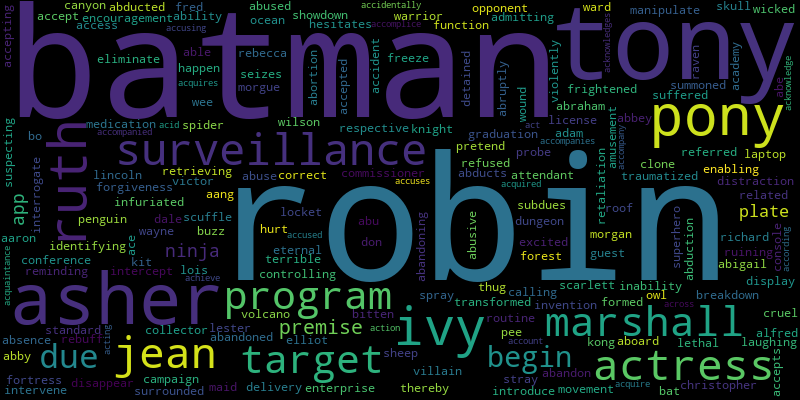 batman
tony
robin
asher
ruth
surveillance
pony
program
ivy
marshall
actress
target
jean
due
begin
premise
ninja
app
plate
canyon
abducted
fred
ability
abused
showdown
warrior
accidentally
opponent
ward
manipulate
skull
wicked
accept
encouragement
ocean
hesitates
accomplice
function
admitting
access
accusing
rebecca
freeze
accepting
eliminate
able
happen
seizes
acquires
wee
morgue
abortion
accepted
accident
detained
abruptly
wound
violently
acknowledges
frightened
summoned
raven
academy
abe
acknowledge
abraham
suffered
medication
acid
spider
wilson
respective
knight
license
abbey
bo
accompanied
graduation
act
adam
accompanies
amusement
accompany
referred
laptop
suspecting
interrogate
pretend
probe
clone
enabling
lincoln
retrieving
abuse
correct
commissioner
refused
attendant
retaliation
traumatized
distraction
forgiveness
victor
aang
accuses
abducts
acquired
subdues
related
infuriated
locket
abu
dungeon
roof
superhero
abduction
penguin
dale
scuffle
abusive
richard
console
according
aaron
wayne
buzz
hurt
accused
don
abandoning
excited
morgan
ruining
identifying
ace
eternal
forest
guest
abigail
conference
kit
lois
terrible
thug
calling
scarlett
inability
display
acquaintance
reminding
intercept
achieve
controlling
spray
transformed
invention
formed
owl
across
breakdown
volcano
bitten
routine
cruel
standard
collector
lester
action
pee
account
kong
aboard
lethal
alfred
absence
rebuff
acting
abandoned
elliot
sheep
laughing
abby
villain
stray
abandon
bat
christopher
accepts
fortress
disappear
campaign
delivery
enterprise
thereby
introduce
movement
acquire
intervene
surrounded
maid